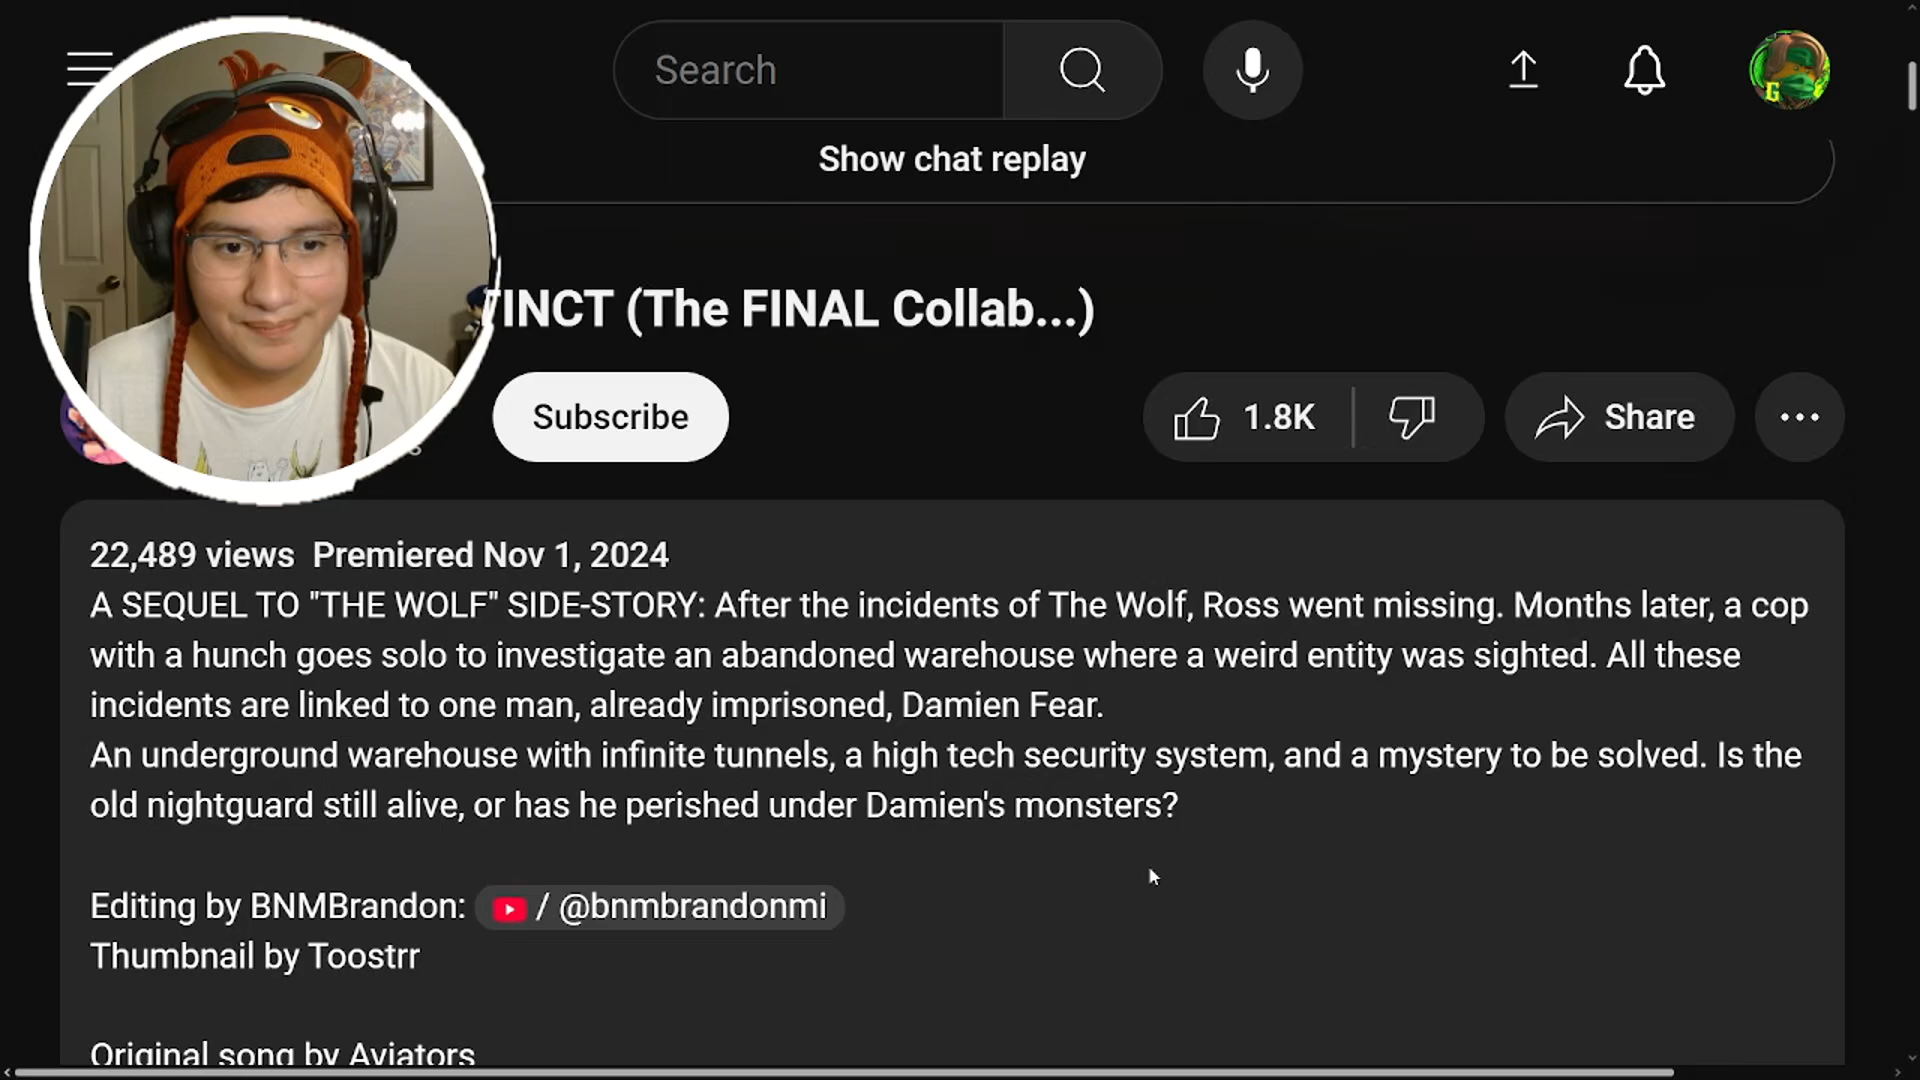 Search
Show chat replay
TINCT (The FINAL Collab...)
Subscribe
1.8K
Share
22,489 views Premiered Nov 1, 2024
A SEQUEL TO "THE WOLF" SIDE-STORY: After the incidents of The Wolf, Ross went missing. Months later, a cop
with a hunch goes solo to investigate an abandoned warehouse where a weird entity was sighted. All these
incidents are linked to one man, already imprisoned, Damien Fear.
An underground warehouse with infinite tunnels, a high tech security system, and a mystery to be solved. Is the
old nightguard still alive, or has he perished under Damien's monsters?
Editing by BNMBrandon: / @bnmbrandonmi
Thumbnail by Toostrr
Original song by Aviators